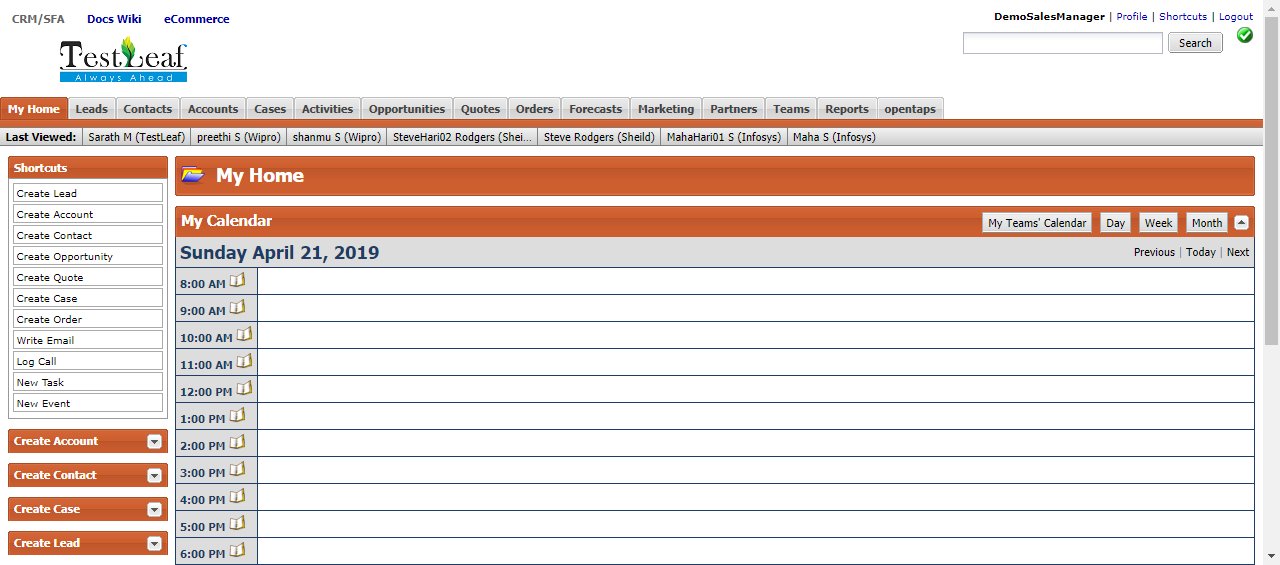 CRM/SFA Docs Wiki eCommerce
DemoSalesManager | Profile | Shortcuts | Logout
Search
TestLeaf
Always Ahead
My Home Leads Contacts Accounts Cases Activities Opportunities Quotes Orders Forecasts Marketing Partners Teams Reports opentaps
Last Viewed: Sarath M (TestLeaf) preethi S (Wipro) shanmu S (Wipro) SteveHari02 Rodgers (Shei... Steve Rodgers (Sheild) MahaHari01 S (Infosys) Maha S (Infosys)
Shortcuts
Create Lead
Create Account
Create Contact
Create Opportunity
Create Quote
Create Case
Create Order
Write Email
Log Call
New Task
New Event
Create Account
Create Contact
Create Case
Create Lead
My Home
My Calendar
My Teams' Calendar Day Week Month
Sunday April 21, 2019
Previous | Today | Next
8:00 AM
9:00 AM
10:00 AM
11:00 AM
12:00 PM
1:00 PM
2:00 PM
3:00 PM
4:00 PM
5:00 PM
6:00 PM